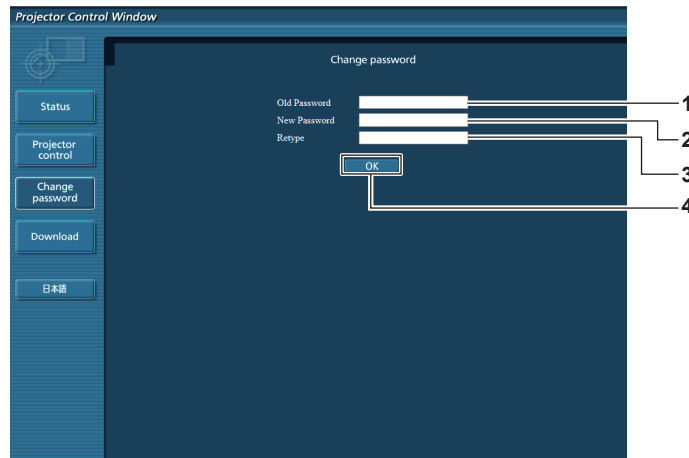 Projector Control Window
Change password
Status
Projector
control
Change
password
Download
日本語
Old Password
New Password
Retype
OK
1
2
3
4